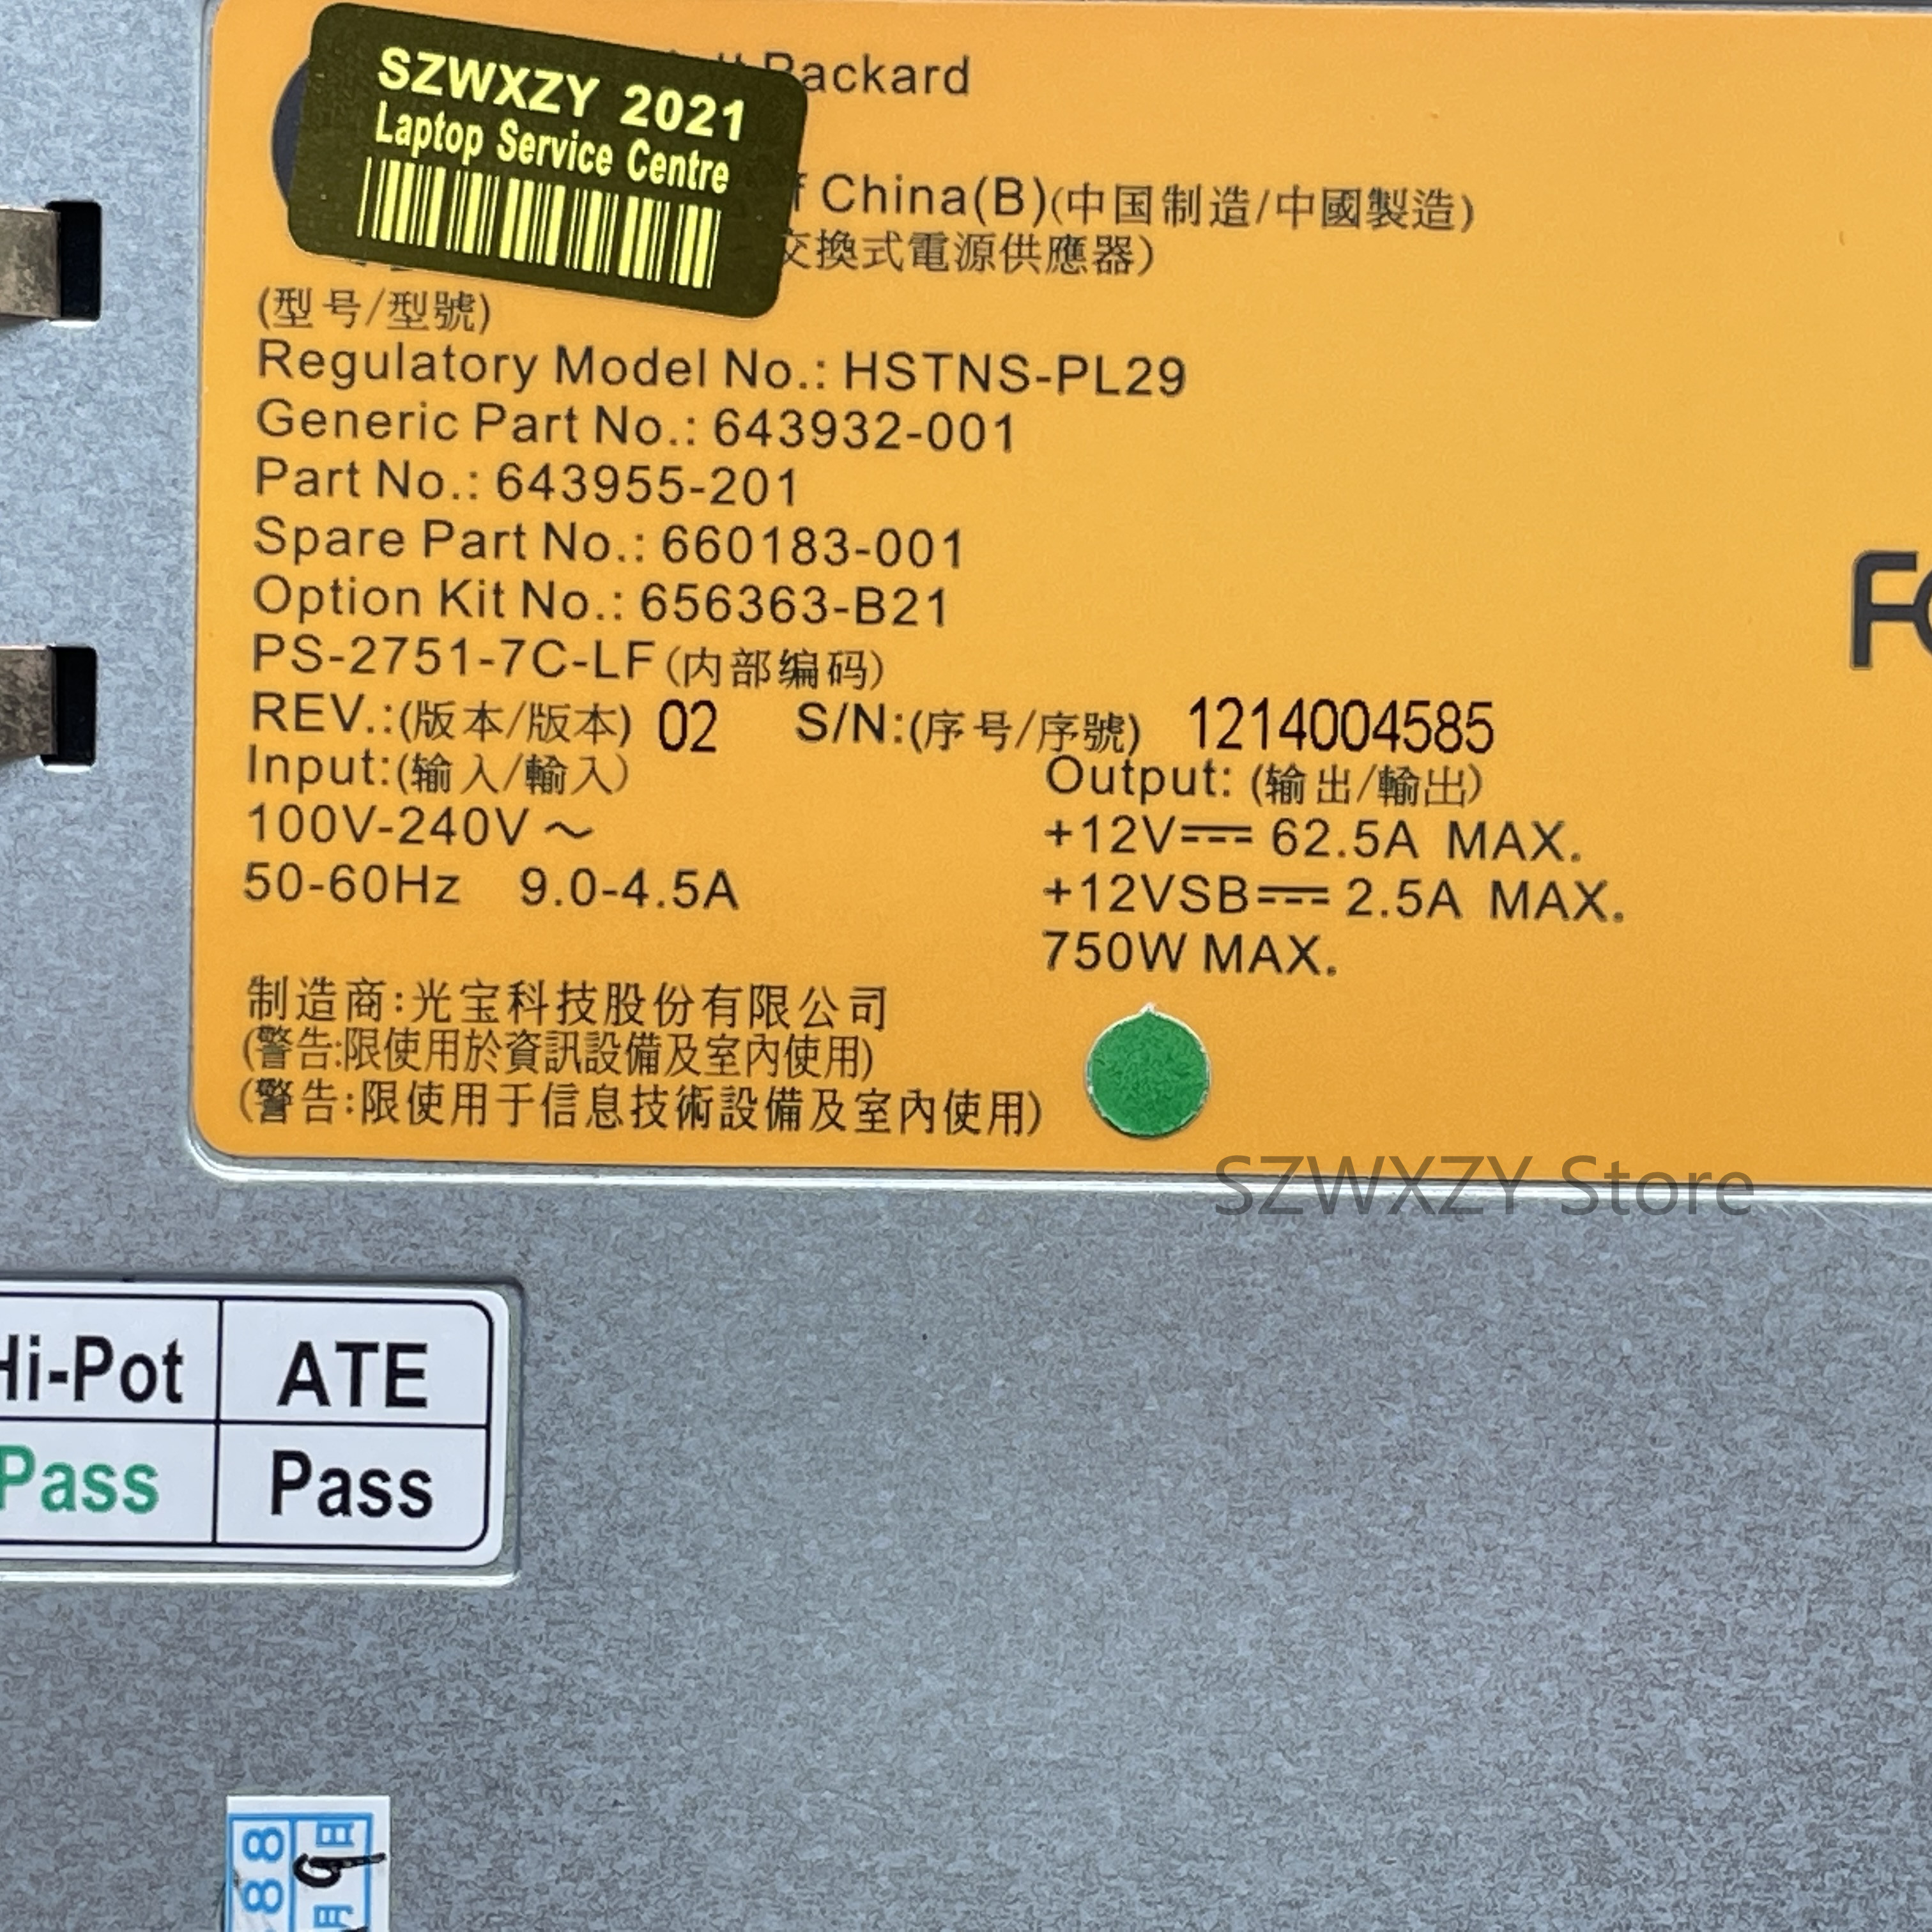 SZWXZY 2021
Laptop Service Centre
Packard
China(B)(中国制造/中國製造)
交換式電源供應器)
(型号/型號)
Regulatory Model No.: HSTNS-PL29
Generic Part No.: 643932-001
Part No.: 643955-201
Spare Part No.: 660183-001
Option Kit No.: 656363-B21
PS-2751-7C-LF(内部编码)
REV.:(版本/版本) 02 S/N:(序号/序號) 1214004585
Input:(输入/輸入)
100V-240V～
50-60Hz 9.0-4.5A
Output: (输出/輸出)
+12V⎓ 62.5A MAX.
+12VSB⎓ 2.5A MAX.
750W MAX.
制造商:光宝科技股份有限公司
(警告:限使用於資訊設備及室內使用)
(警告:限使用于信息技術設備及室內使用)
SZWXZY Store
Hi-Pot ATE
Pass Pass
88
9日
月